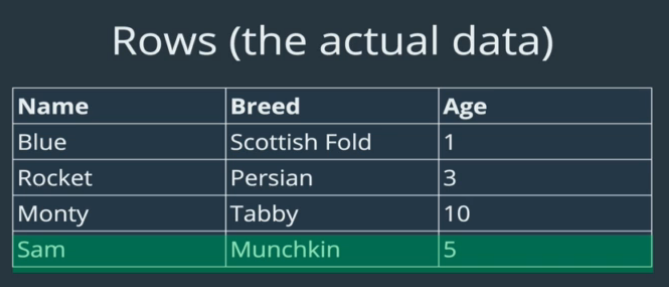 Rows (the actual data)
Name Breed Age
Blue Scottish Fold 1
Rocket Persian 3
Monty Tabby 10
Sam Munchkin 5